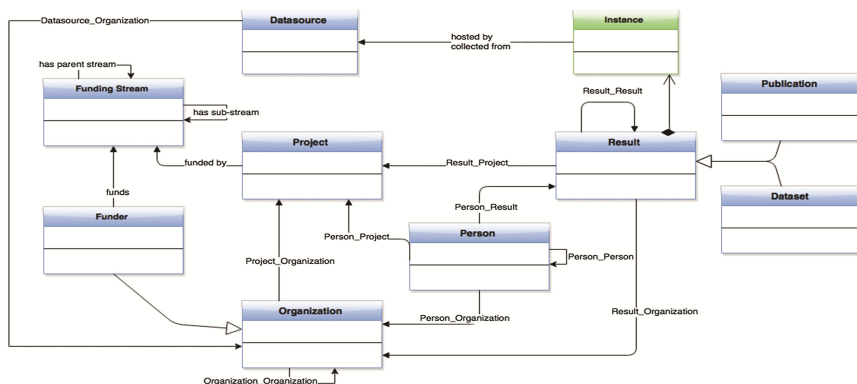 Datasource_Organization
Datasource
Instance
hosted by
collected from
has parent stream
Funding Stream
has sub-stream
Result_Result
Publication
Project
Result
funded by
Result_Project
funds
Person_Result
Dataset
Funder
Person
Person_Project
Person_Person
Project_Organization
Organization
Person_Organization
Result_Organization
Organization_Organization